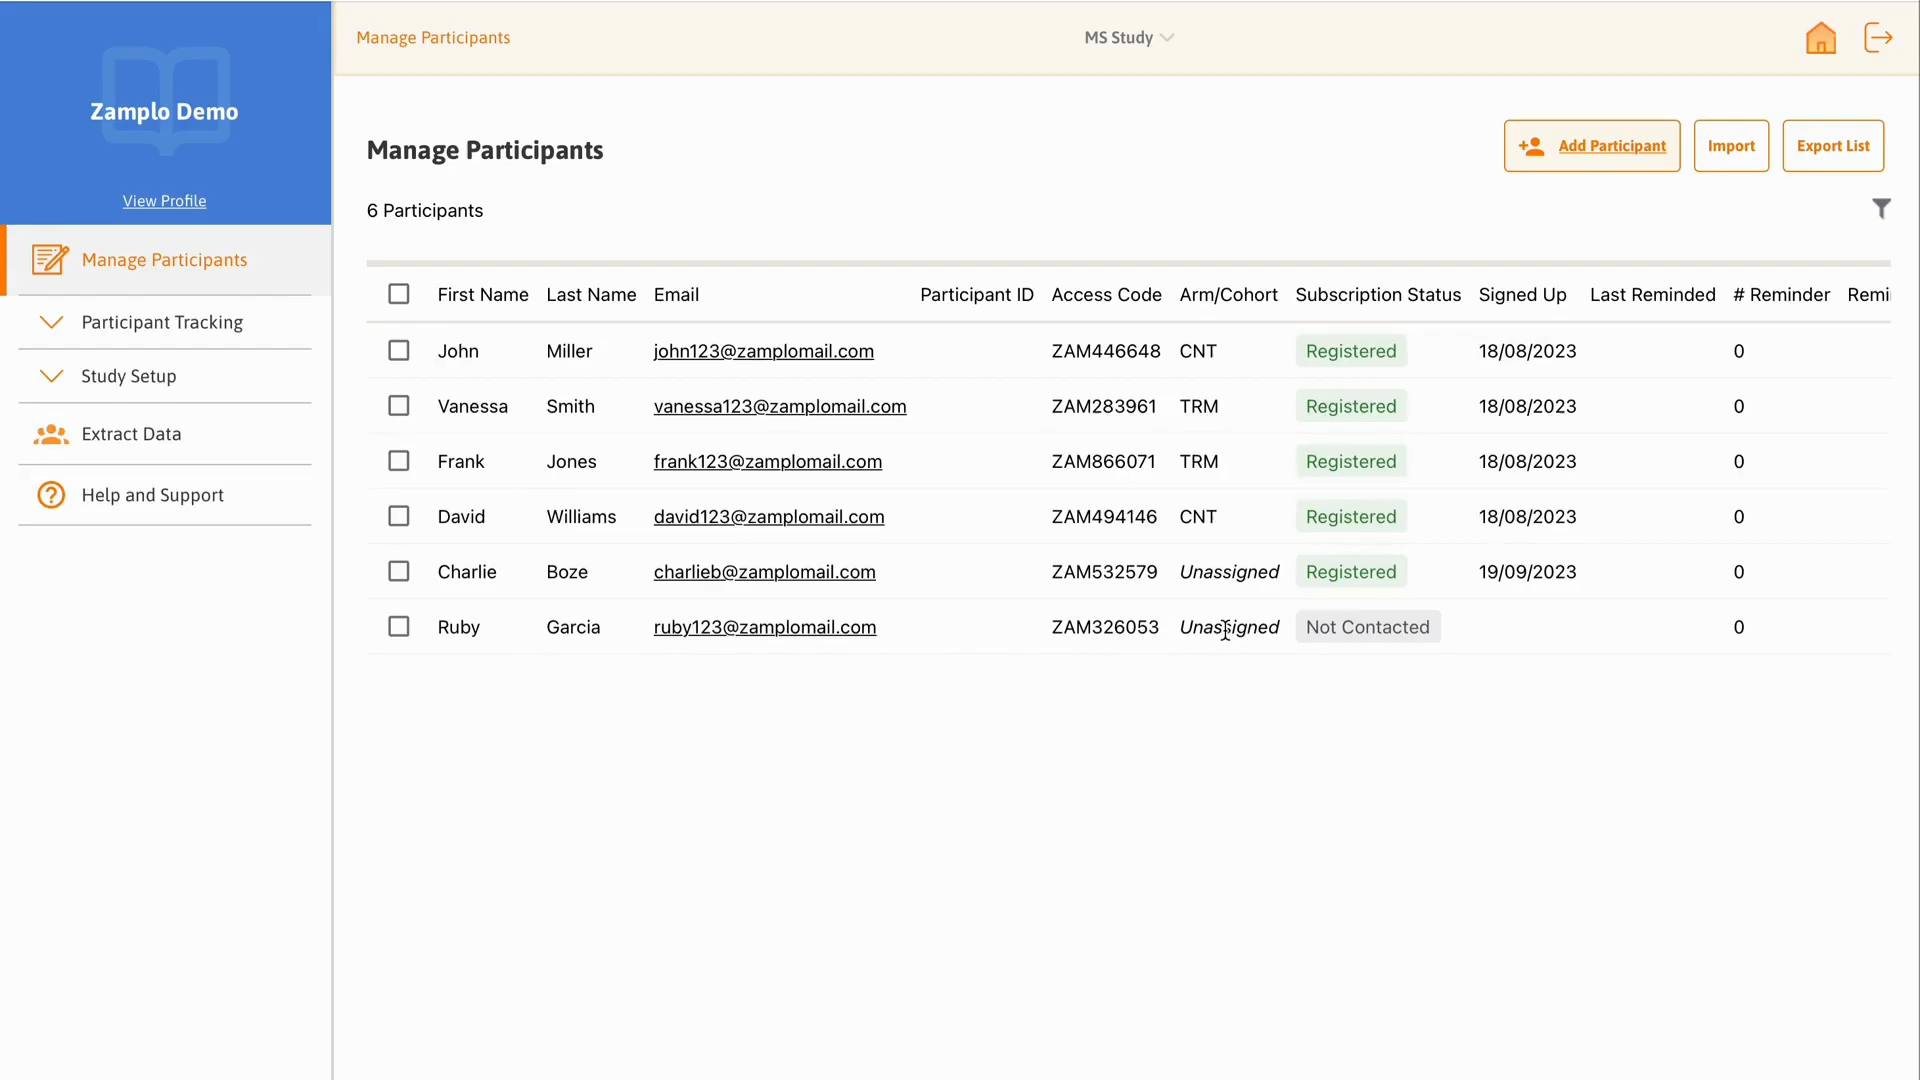 Zamplo Demo
View Profile
Manage Participants
Participant Tracking
Study Setup
Extract Data
? Help and Support
Manage Participants
MS Study
Manage Participants
Add Participant Import Export List
6 Participants
First Name Last Name Email Participant ID Access Code Arm/Cohort Subscription Status Signed Up Last Reminded # Reminder Remi
John Miller john123@zamplomail.com ZAM446648 CNT Registered 18/08/2023 0
Vanessa Smith vanessa123@zamplomail.com ZAM283961 TRM Registered 18/08/2023 0
Frank Jones frank123@zamplomail.com ZAM866071 TRM Registered 18/08/2023 0
David Williams david123@zamplomail.com ZAM494146 CNT Registered 18/08/2023 0
Charlie Boze charlieb@zamplomail.com ZAM532579 Unassigned Registered 19/09/2023 0
Ruby Garcia ruby123@zamplomail.com ZAM326053 Unassigned Not Contacted 0